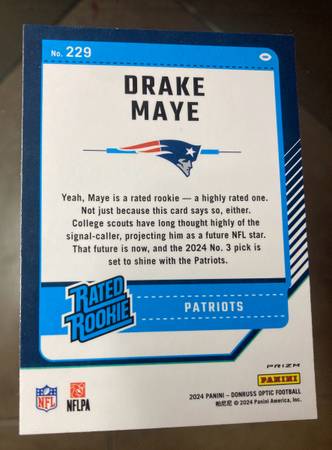 No. 229
DRAKE
MAYE
Yeah, Maye is a rated rookie — a highly rated one.
Not just because this card says so, either.
College scouts have long thought highly of the
signal-caller, projecting him as a future NFL star.
That future is now, and the 2024 No. 3 pick is
set to shine with the Patriots.
RATED
ROOKIE
PATRIOTS
PRIZM
PANINI
NFL
NFLPA
2024 PANINI – DONRUSS OPTIC FOOTBALL
帕尼尼 © 2024 Panini America, Inc.